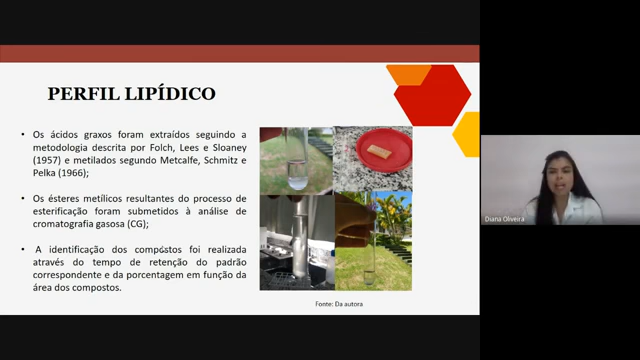 PERFIL LIPÍDICO
• Os ácidos graxos foram extraídos seguindo a
metodologia descrita por Folch, Lees e Sloaney
(1957) e metilados segundo Metcalfe, Schmitz e
Pelka (1966);
• Os ésteres metílicos resultantes do processo de
esterificação foram submetidos à análise de
cromatografia gasosa (CG);
• A identificação dos compostos foi realizada
através do tempo de retenção do padrão
correspondente e da porcentagem em função da
área dos compostos.
Fonte: Da autora
Diana Oliveira